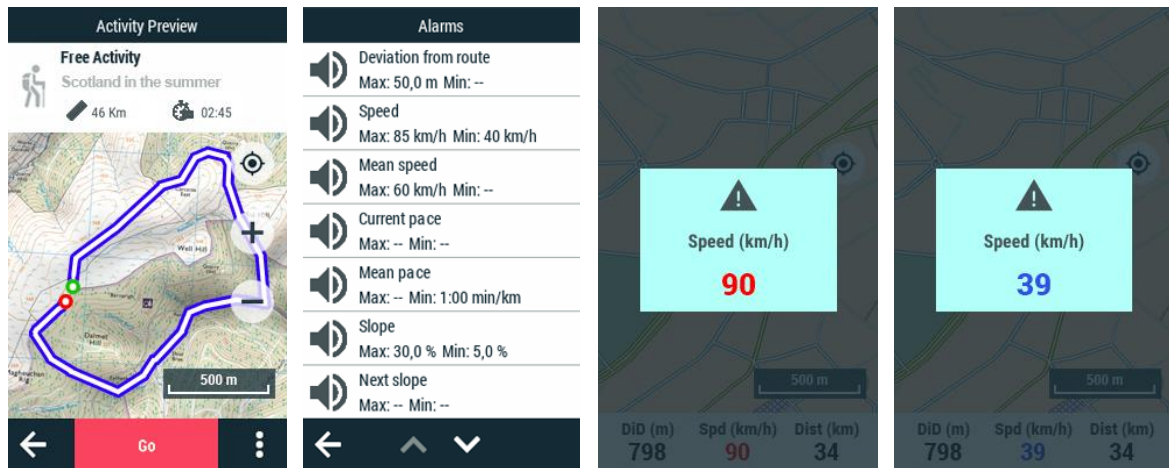 Activity Preview
Free Activity
Scotland in the summer
46 Km
02:45
Well Hill
Dalmet
Hill
500 m
Go
Alarms
Deviation from route
Max: 50,0 m Min: --
Speed
Max: 85 km/h Min: 40 km/h
Mean speed
Max: 60 km/h Min: --
Current pace
Max: -- Min: --
Mean pace
Max: -- Min: 1:00 min/km
Slope
Max: 30,0 % Min: 5,0 %
Next slope
Max: -- Min: --
Speed (km/h)
90
500 m
DiD (m) Spd (km/h) Dist (km)
798 90 34
Speed (km/h)
39
500 m
DiD (m) Spd (km/h) Dist (km)
798 39 34